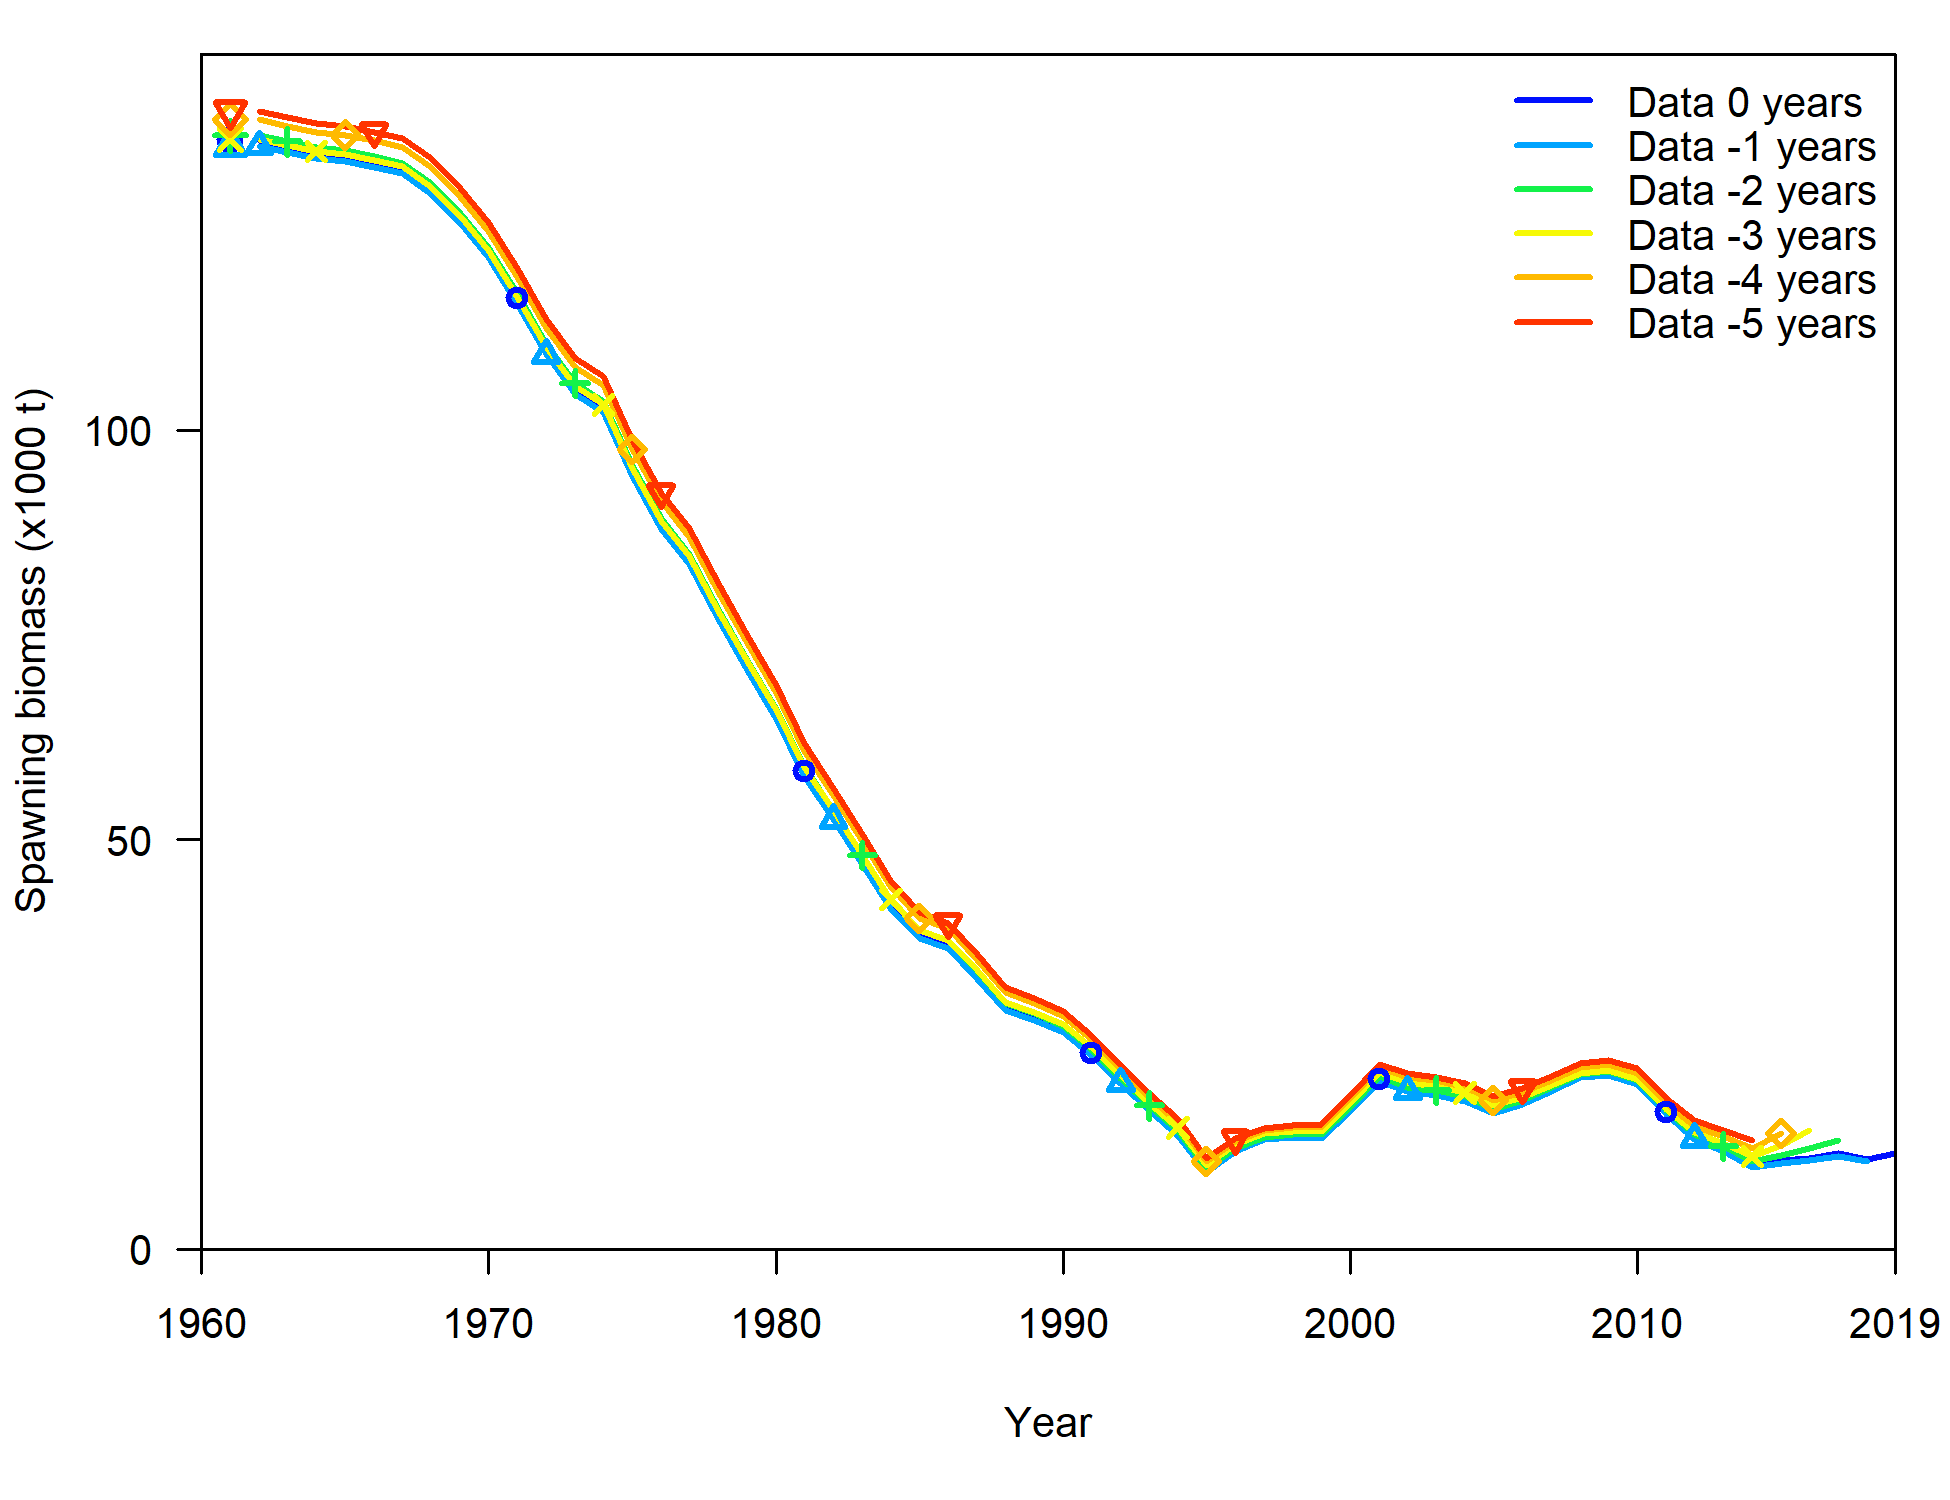 Data 0 years
Data -1 years
Data -2 years
Data -3 years
Data -4 years
Data -5 years
Spawning biomass (x1000 t)
100
50
0
1960 1970 1980 1990 2000 2010 2019
Year